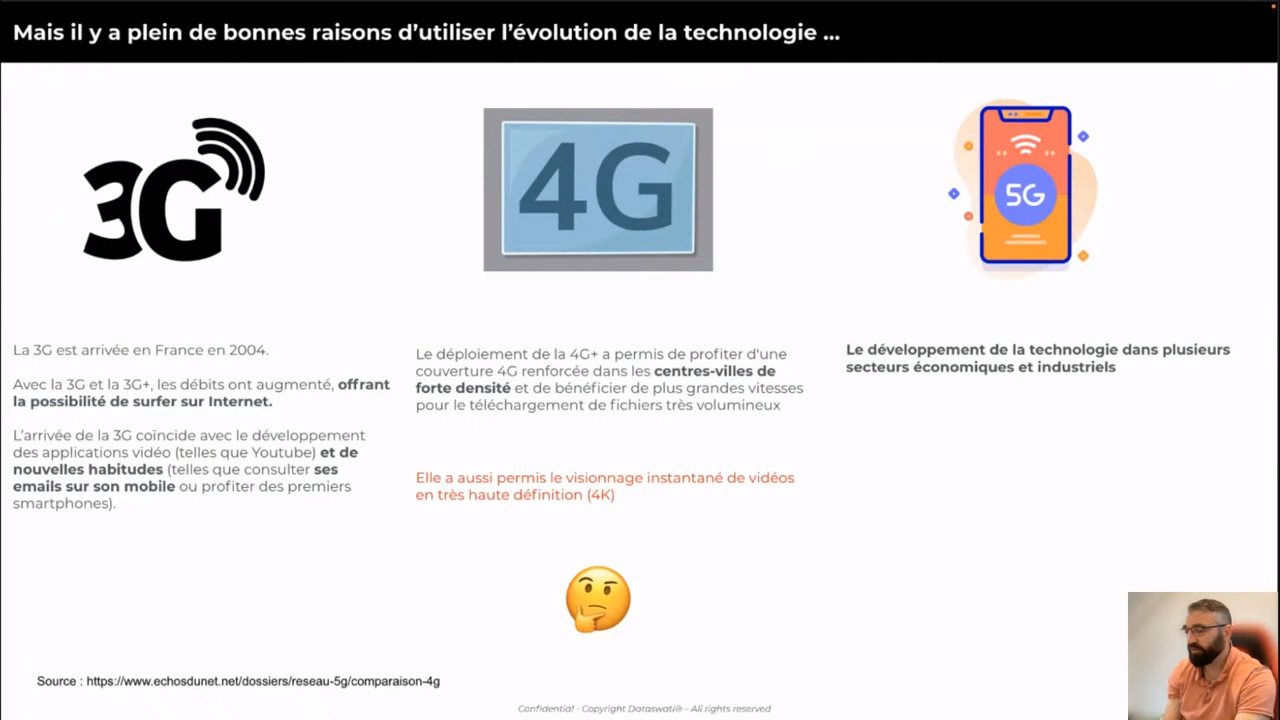 Mais il y a plein de bonnes raisons d’utiliser l’évolution de la technologie ...
3G
4G
5G
La 3G est arrivée en France en 2004.
Avec la 3G et la 3G+, les débits ont augmenté, offrant
la possibilité de surfer sur Internet.
L’arrivée de la 3G coïncide avec le développement
des applications vidéo (telles que Youtube) et de
nouvelles habitudes (telles que consulter ses
emails sur son mobile ou profiter des premiers
smartphones).
Le déploiement de la 4G+ a permis de profiter d'une
couverture 4G renforcée dans les centres-villes de
forte densité et de bénéficier de plus grandes vitesses
pour le téléchargement de fichiers très volumineux
Elle a aussi permis le visionnage instantané de vidéos
en très haute définition (4K)
Le développement de la technologie dans plusieurs
secteurs économiques et industriels
Source : https://www.echosdunet.net/dossiers/reseau-5g/comparaison-4g
Confidential - Copyright Dataswati® - All rights reserved